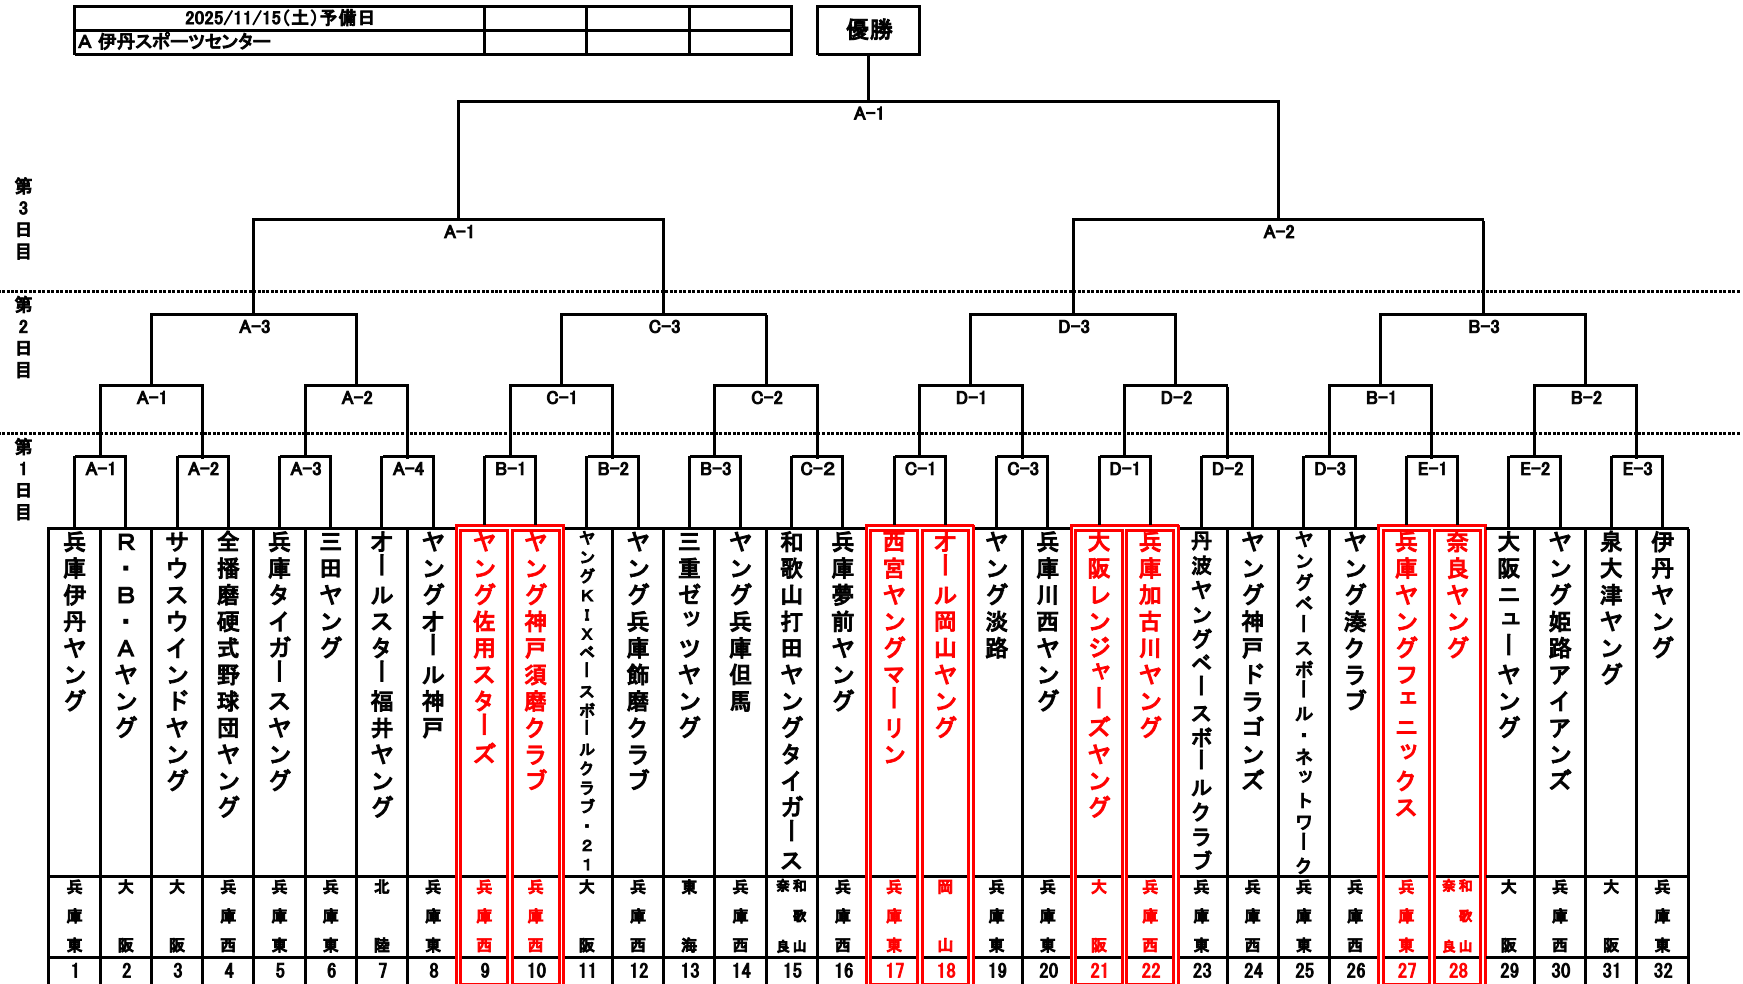 2025/11/15(土)予備日
A 伊丹スポーツセンター
優勝
A-1
第3日目
A-1
A-2
第2日目
A-3
C-3
D-3
B-3
A-1
A-2
C-1
C-2
D-1
D-2
B-1
B-2
第1日目
A-1
A-2
A-3
A-4
B-1
B-2
B-3
C-2
C-1
C-3
D-1
D-2
D-3
E-1
E-2
E-3
兵庫伊丹ヤング
R・B・Aヤング
サウスウインドヤング
全播磨硬式野球団ヤング
兵庫タイガースヤング
三田ヤング
オールスター福井ヤング
ヤングオール神戸
ヤング佐用スターズ
ヤング神戸須磨クラブ
ヤングKIXベースボールクラブ・21
ヤング兵庫飾磨クラブ
三重ゼッツヤング
ヤング兵庫但馬
和歌山打田ヤングタイガース
兵庫夢前ヤング
西宮ヤングマーリン
オール岡山ヤング
ヤング淡路
兵庫川西ヤング
大阪レンジャーズヤング
兵庫加古川ヤング
丹波ヤングベースボールクラブ
ヤング神戸ドラゴンズ
ヤングベースボール・ネットワーク
ヤング湊クラブ
兵庫ヤングフェニックス
奈良ヤング
大阪ニューヤング
ヤング姫路アイアンズ
泉大津ヤング
伊丹ヤング
兵庫東
大阪
大阪
兵庫西
兵庫東
兵庫東
北陸
兵庫東
兵庫西
兵庫西
大阪
兵庫西
東海
兵庫西
和歌山
奈良
兵庫西
兵庫東
岡山
兵庫東
兵庫東
大阪
兵庫西
兵庫東
兵庫西
兵庫東
兵庫西
兵庫東
和歌山
奈良
大阪
兵庫西
大阪
兵庫東
1
2
3
4
5
6
7
8
9
10
11
12
13
14
15
16
17
18
19
20
21
22
23
24
25
26
27
28
29
30
31
32